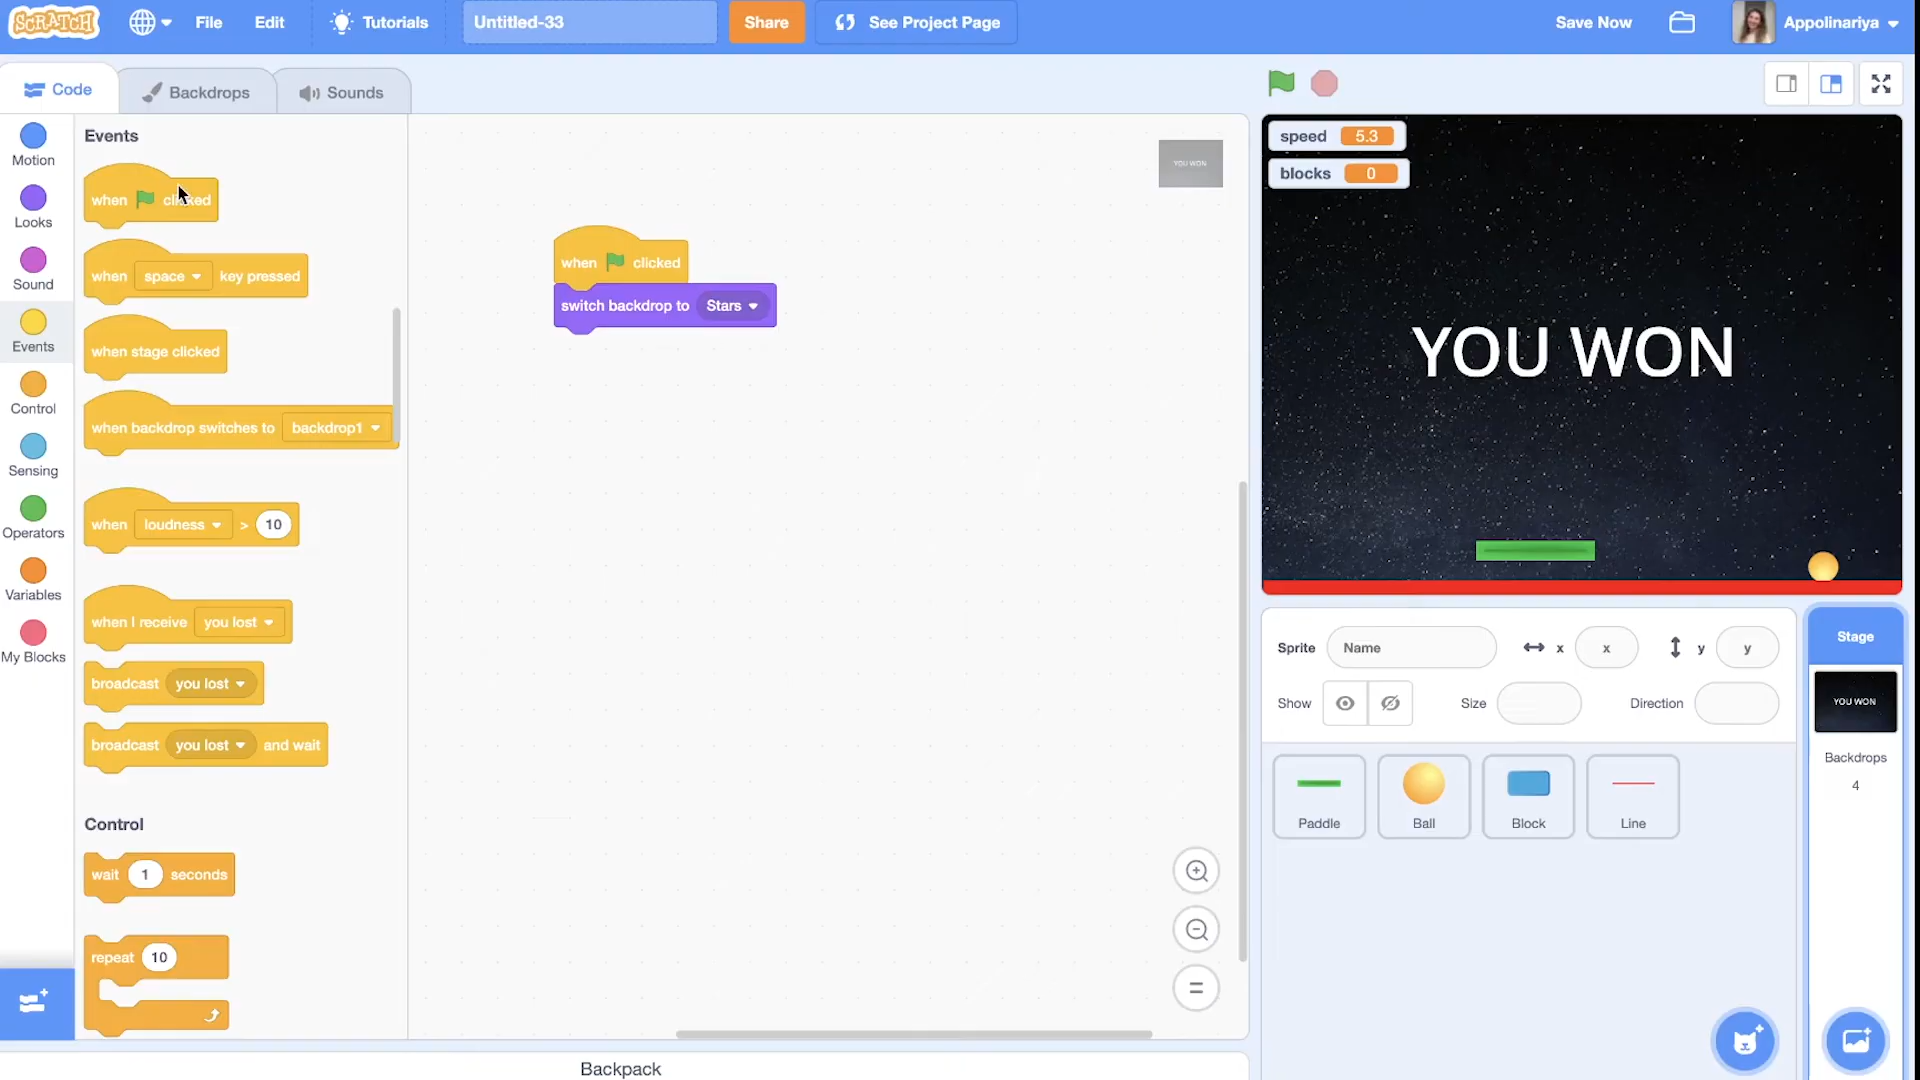 SCRATCH
File
Edit
Tutorials
Untitled-33
Share
See Project Page
Save Now
Appolinariya
Code
Backdrops
Sounds
Motion
Looks
Sound
Events
Control
Sensing
Operators
Variables
My Blocks
Events
when clicked
when space key pressed
when stage clicked
when backdrop switches to backdrop1
when loudness > 10
when I receive you lost
broadcast you lost
broadcast you lost and wait
Control
wait 1 seconds
repeat 10
when clicked
switch backdrop to Stars
YOU WON
Backpack
speed 5.3
blocks 0
YOU WON
Sprite Name x x y y
Show Size Direction
Paddle
Ball
Block
Line
Stage
YOU WON
Backdrops
4